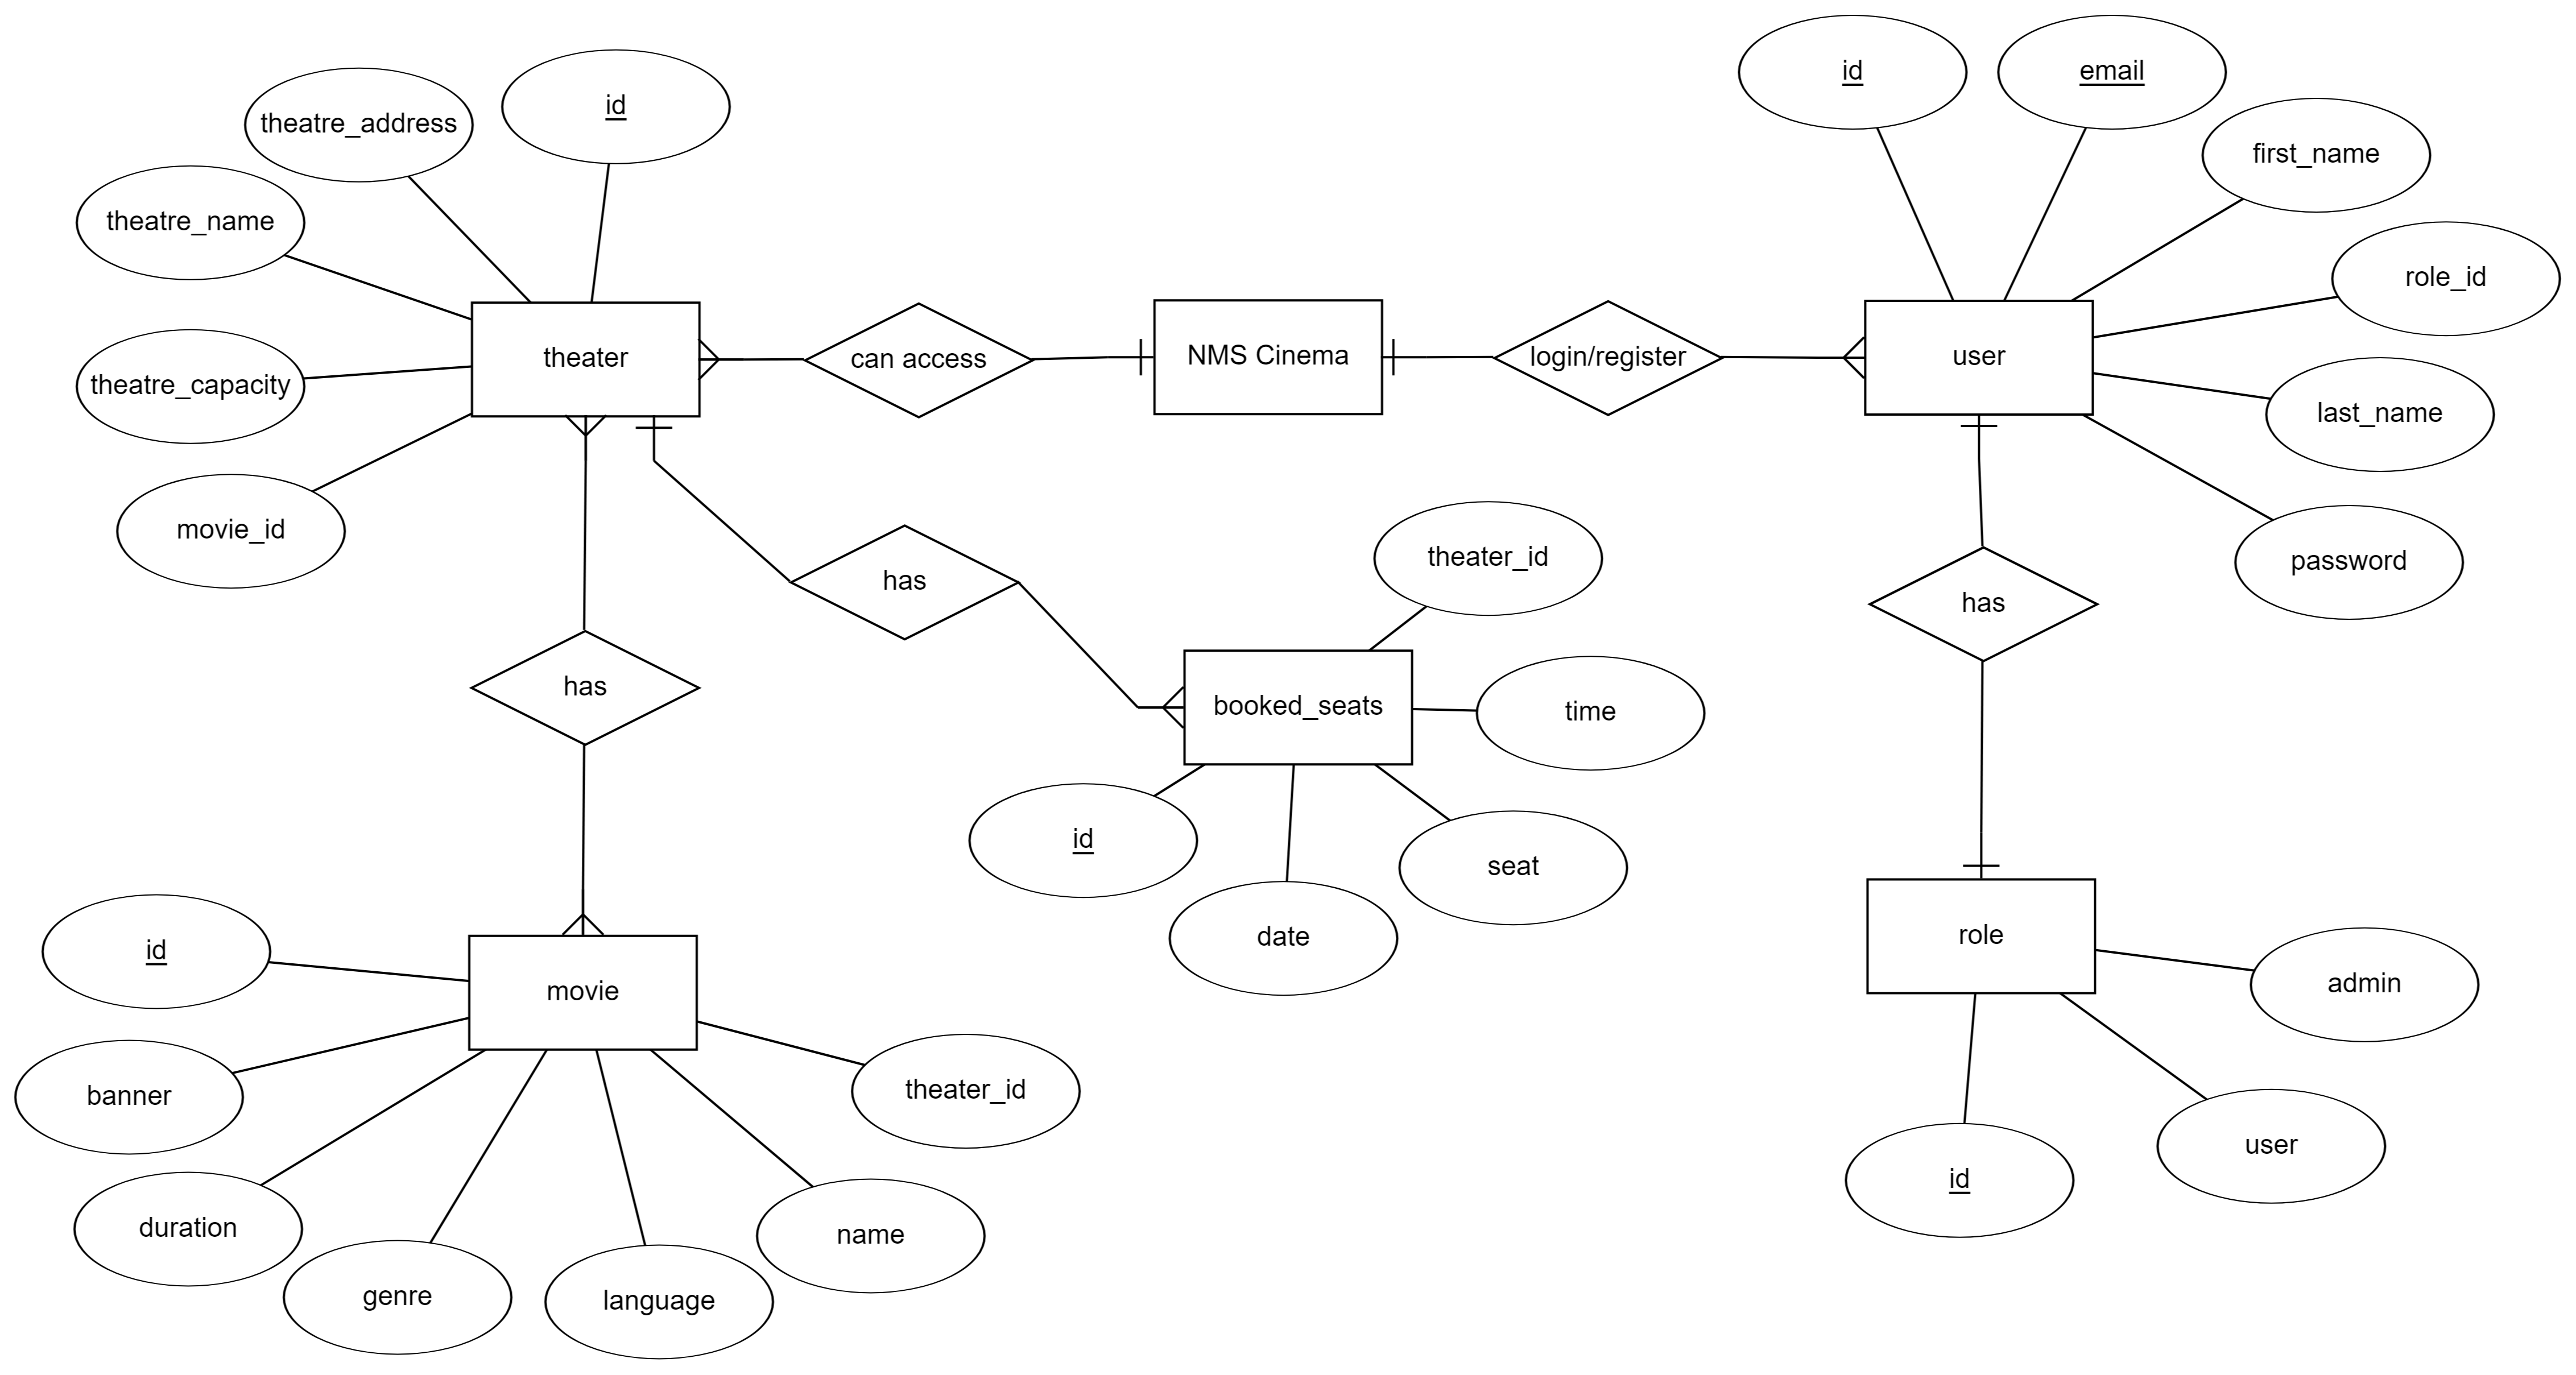 id
email
theatre_address
id
first_name
theatre_name
role_id
theater
can access
NMS Cinema
login/register
user
theatre_capacity
last_name
movie_id
has
theater_id
password
has
has
booked_seats
time
id
seat
date
role
id
movie
admin
banner
theater_id
user
id
duration
name
genre
language